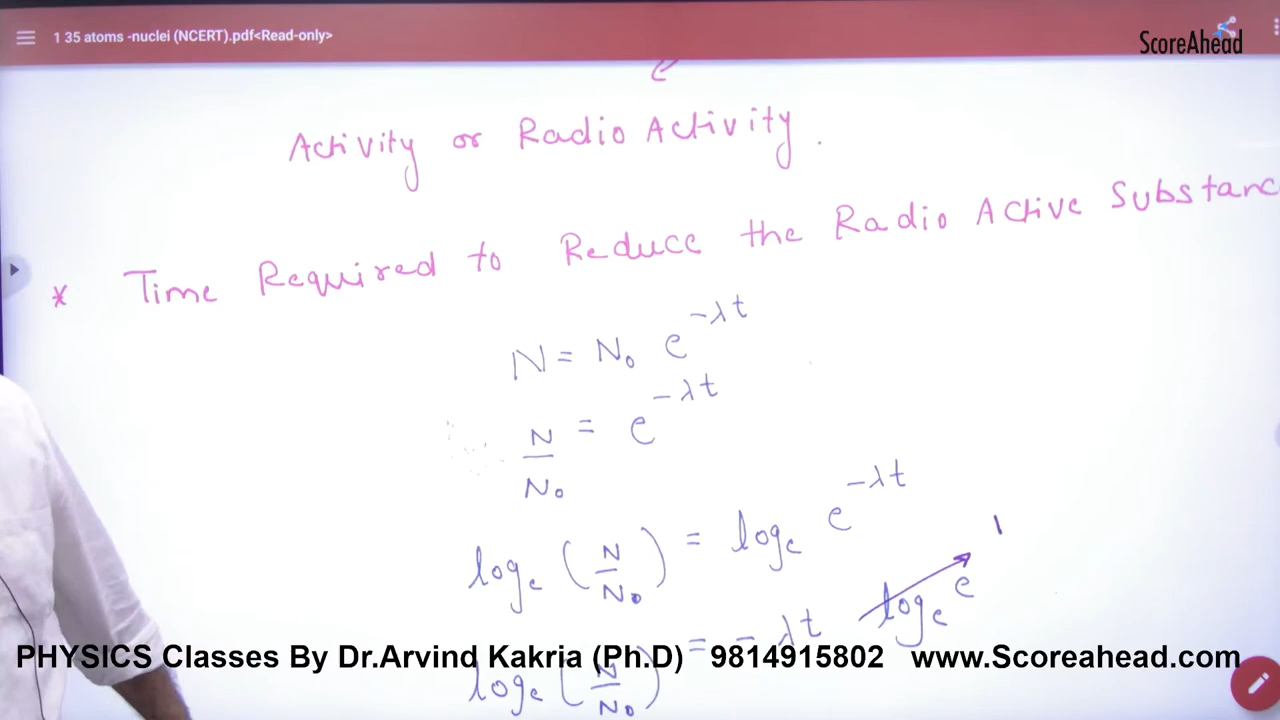 1 35 atoms -nuclei (NCERT).pdf<Read-only>
ScoreAhead
Activity or Radio Activity.
* Time Required to Reduce the Radio Active Substanc
N = N₀ e^{-λt}
N/N₀ = e^{-λt}
logₑ (N/N₀) = logₑ e^{-λt}
logₑ (N/N₀) = -λt logₑ e 1
PHYSICS Classes By Dr.Arvind Kakria (Ph.D) 9814915802 www.Scoreahead.com